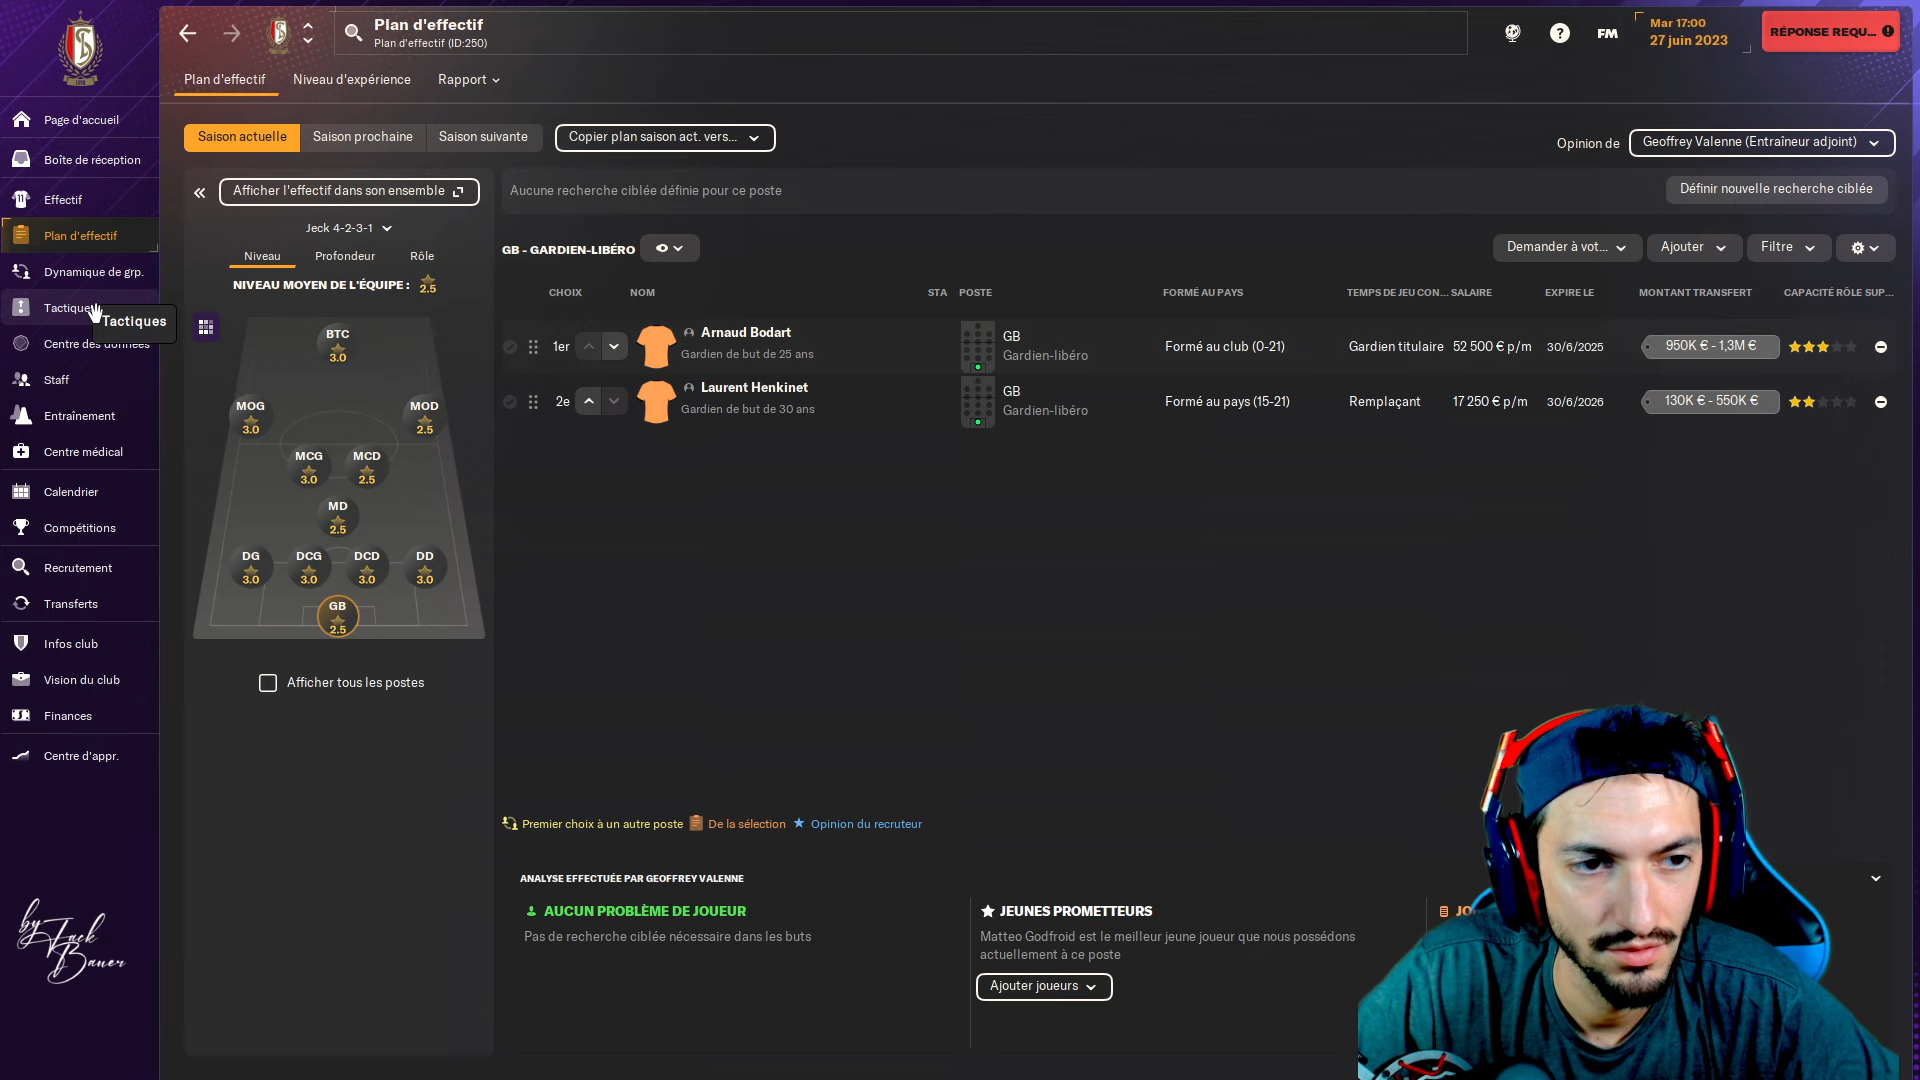 Plan d'effectif
Plan d'effectif (ID:250)
FM
Mar 17:00
27 juin 2023
RÉPONSE REQU...
Plan d'effectif
Niveau d'expérience
Rapport
Page d'accueil
Boîte de réception
Effectif
Plan d'effectif
Dynamique de grp.
Tactiques
Tactiques
Centre des données
Staff
Entraînement
Centre médical
Calendrier
Compétitions
Recrutement
Transferts
Infos club
Vision du club
Finances
Centre d'appr.
by Jack
Bauer
Saison actuelle
Saison prochaine
Saison suivante
Copier plan saison act. vers...
Opinion de
Geoffrey Valenne (Entraîneur adjoint)
Afficher l'effectif dans son ensemble
Jeck 4-2-3-1
Niveau
Profondeur
Rôle
NIVEAU MOYEN DE L'ÉQUIPE :
2.5
BTC
3.0
MOG
3.0
MOD
2.5
MCG
3.0
MCD
2.5
MD
2.5
DG
3.0
DCG
3.0
DCD
3.0
DD
3.0
GB
2.5
Afficher tous les postes
Aucune recherche ciblée définie pour ce poste
Définir nouvelle recherche ciblée
GB - GARDIEN-LIBÉRO
Demander à vot...
Ajouter
Filtre
CHOIX NOM STA POSTE FORMÉ AU PAYS TEMPS DE JEU CON... SALAIRE EXPIRE LE MONTANT TRANSFERT CAPACITÉ RÔLE SUP...
1er
Arnaud Bodart
Gardien de but de 25 ans
GB
Gardien-libéro
Formé au club (0-21)
Gardien titulaire
52 500 € p/m
30/6/2025
950K € - 1,3M €
2e
Laurent Henkinet
Gardien de but de 30 ans
GB
Gardien-libéro
Formé au pays (15-21)
Remplaçant
17 250 € p/m
30/6/2026
130K € - 550K €
Premier choix à un autre poste
De la sélection
Opinion du recruteur
ANALYSE EFFECTUÉE PAR GEOFFREY VALENNE
AUCUN PROBLÈME DE JOUEUR
Pas de recherche ciblée nécessaire dans les buts
JEUNES PROMETTEURS
Matteo Godfroid est le meilleur jeune joueur que nous possédons
actuellement à ce poste
Ajouter joueurs